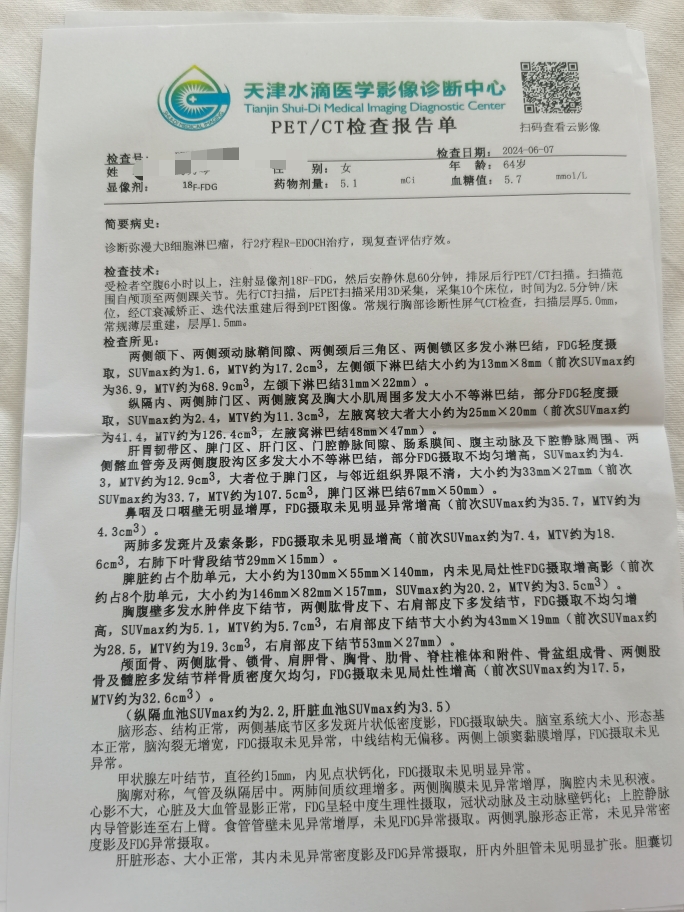 天津水滴医学影像诊断中心
Tianjin Shui-Di Medical Imaging Diagnostic Center
PET/CT检查报告单
扫码查看云影像
检查号:
检查日期: 2024-06-07
姓 别: 女
年 龄: 64岁
显像剂: 18F-FDG
药物剂量: 5.1 mCi
血糖值: 5.7 mmol/L
简要病史:
诊断弥漫大B细胞淋巴瘤, 行2疗程R-EDOCH治疗, 现复查评估疗效。
检查技术:
受检者空腹6小时以上, 注射显像剂18F-FDG, 然后安静休息60分钟, 排尿后行PET/CT扫描。扫描范
围自颅顶至两侧踝关节。先行CT扫描, 后PET扫描采用3D采集, 采集10个床位, 时间为2.5分钟/床
位, 经CT衰减矫正、迭代法重建后得到PET图像。常规行胸部诊断性屏气CT检查, 扫描层厚5.0mm,
常规薄层重建, 层厚1.5mm。
检查所见:
两侧颌下、两侧颈动脉鞘间隙、两侧颈后三角区、两侧锁区多发小淋巴结, FDG轻度摄
取, SUVmax约为1.6, MTV约为17.2cm³, 左侧颌下淋巴结大小约为13mm×8mm (前次SUVmax约
为36.9, MTV约为68.9cm³, 左颌下淋巴结31mm×22mm)。
纵隔内、两侧肺门区、两侧腋窝及胸大小肌周围多发大小不等淋巴结, 部分FDG轻度摄
取, SUVmax约为2.4, MTV约为11.3cm³, 左腋窝较大者大小约为25mm×20mm (前次SUVmax约
为41.4, MTV约为126.4cm³, 左腋窝淋巴结48mm×47mm)。
肝胃韧带区、脾门区、肝门区、门腔静脉间隙、肠系膜间、腹主动脉及下腔静脉周围、两
侧髂血管旁及两侧腹股沟区多发大小不等淋巴结, 部分FDG摄取不均匀增高, SUVmax约为4.
3, MTV约为12.9cm³, 大者位于脾门区, 与邻近组织界限不清, 大小约为33mm×27mm (前次
SUVmax约为33.7, MTV约为107.5cm³, 脾门区淋巴结67mm×50mm)。
鼻咽及口咽壁无明显增厚, FDG摄取未见明显异常增高 (前次SUVmax约为35.7, MTV约为
4.3cm³)。
两肺多发斑片及索条影, FDG摄取未见明显增高 (前次SUVmax约为7.4, MTV约为18.
6cm³, 右肺下叶背段结节29mm×15mm)。
脾脏约占个肋单元, 大小约为130mm×55mm×140mm, 内未见局灶性FDG摄取增高影 (前次
约占8个肋单元, 大小约为146mm×82mm×157mm, SUVmax约为20.2, MTV约为3.5cm³)。
胸腹壁多发水肿伴皮下结节, 两侧肱骨皮下、右肩部皮下多发结节, FDG摄取不均匀增
高, SUVmax约为5.1, MTV约为5.7cm³, 右肩部皮下结节大小约为43mm×19mm (前次SUVmax约
为28.5, MTV约为19.3cm³, 右肩部皮下结节53mm×27mm)。
颅面骨、两侧肱骨、锁骨、肩胛骨、胸骨、肋骨、脊柱椎体和附件、骨盆组成骨、两侧股
骨及髓腔多发结节样骨质密度欠均匀, FDG摄取未见局灶性增高 (前次SUVmax约为17.5,
MTV约为32.6cm³)。
(纵隔血池SUVmax约为2.2,肝脏血池SUVmax约为3.5)
脑形态、结构正常, 两侧基底节区多发斑片状低密度影, FDG摄取缺失。脑室系统大小、形态基
本正常, 脑沟裂无增宽, FDG摄取未见异常, 中线结构无偏移。两侧上颌窦黏膜增厚, FDG摄取未见
异常。
甲状腺左叶结节, 直径约15mm, 内见点状钙化, FDG摄取未见明显异常。
胸廓对称, 气管及纵隔居中。两肺间质纹理增多。两侧胸膜未见异常增厚, 胸腔内未见积液。
心影不大, 心脏及大血管显影正常, FDG呈轻中度生理性摄取, 冠状动脉及主动脉壁钙化; 上腔静脉
内导管影连至右上臂。食管管壁未见异常增厚, 未见FDG异常摄取。两侧乳腺形态正常, 未见异常密
度影及FDG异常摄取。
肝脏形态、大小正常, 其内未见异常密度影及FDG异常摄取, 肝内外胆管未见明显扩张。胆囊切